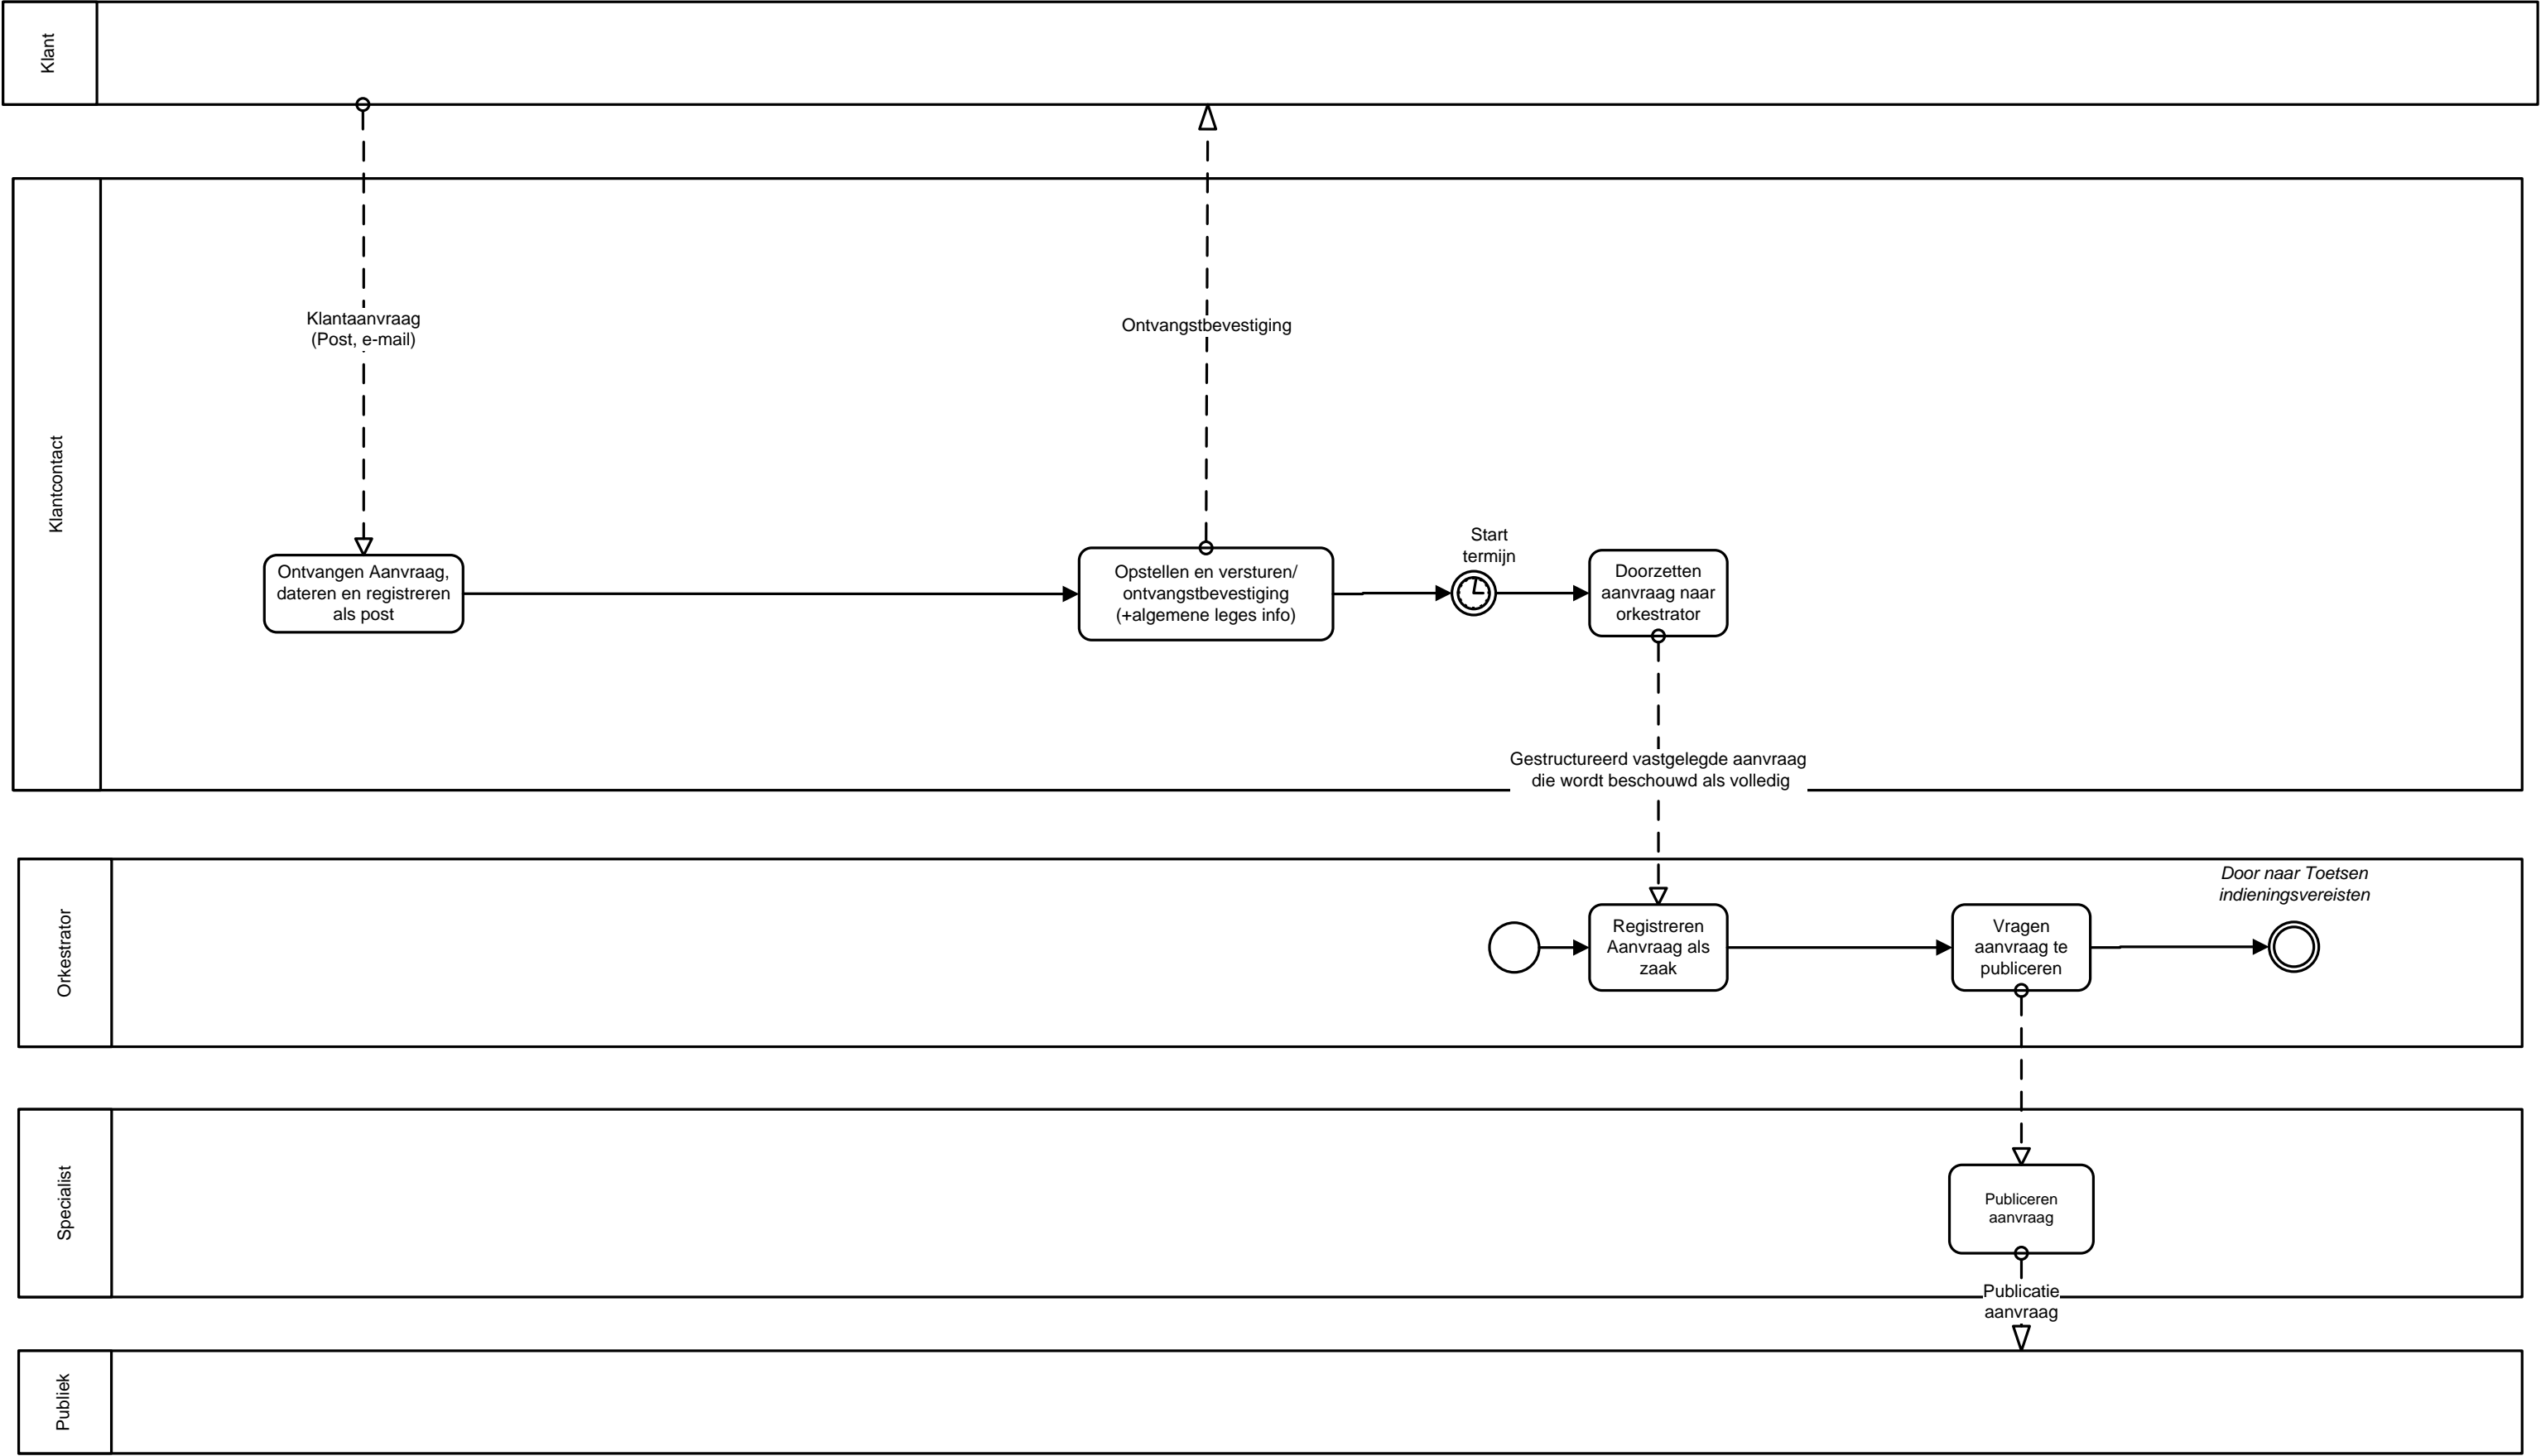 Klant
Klantaanvraag
(Post, e-mail)
Ontvangstbevestiging
Klantcontact
Ontvangen Aanvraag,
dateren en registreren
als post
Opstellen en versturen/
ontvangstbevestiging
(+algemene leges info)
Start
termijn
Doorzetten
aanvraag naar
orkestrator
Gestructureerd vastgelegde aanvraag
die wordt beschouwd als volledig
Orkestrator
Registreren
Aanvraag als
zaak
Vragen
aanvraag te
publiceren
Door naar Toetsen
indieningsvereisten
Specialist
Publiceren
aanvraag
Publicatie
aanvraag
Publiek